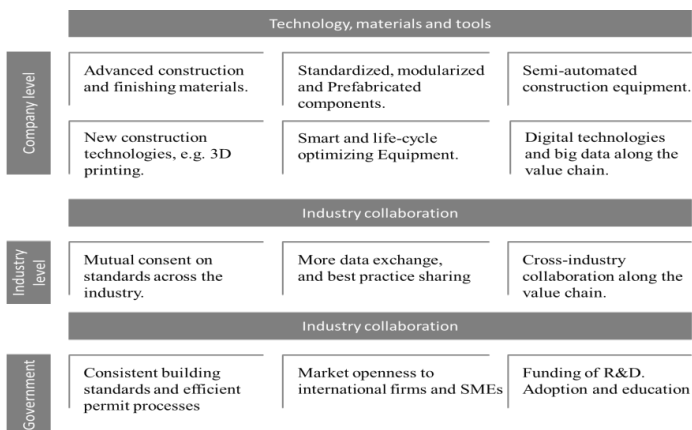 Technology, materials and tools
Company level
Advanced construction
and finishing materials.
Standardized, modularized
and Prefabricated
components.
Semi-automated
construction equipment.
New construction
technologies, e.g. 3D
printing.
Smart and life-cycle
optimizing Equipment.
Digital technologies
and big data along the
value chain.
Industry collaboration
Industry
level
Mutual consent on
standards across the
industry.
More data exchange,
and best practice sharing
Cross-industry
collaboration along the
value chain.
Industry collaboration
Government
Consistent building
standards and efficient
permit processes
Market openness to
international firms and SMEs
Funding of R&D.
Adoption and education